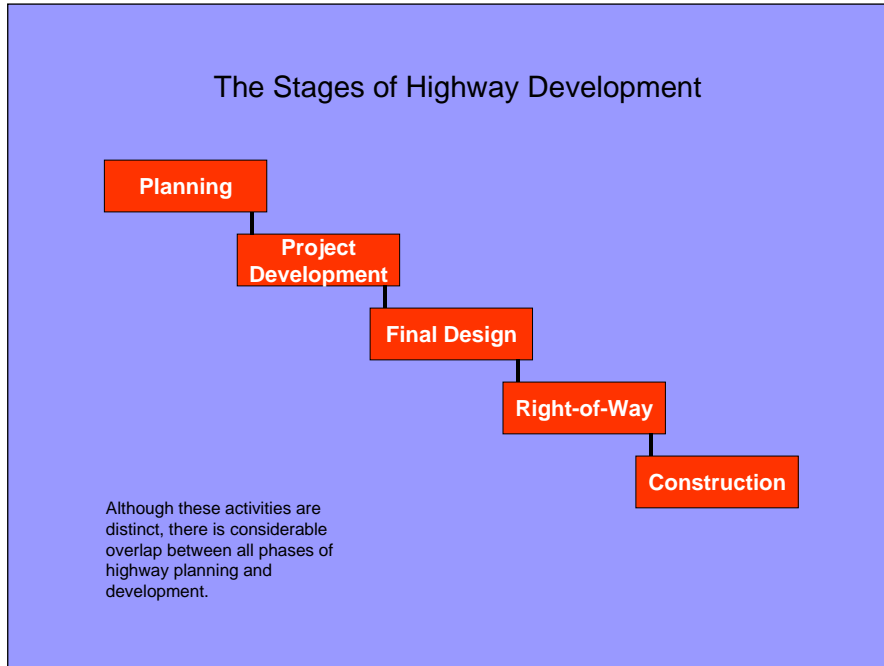 The Stages of Highway Development
Planning
Project
Development
Final Design
Right-of-Way
Construction
Although these activities are
distinct, there is considerable
overlap between all phases of
highway planning and
development.